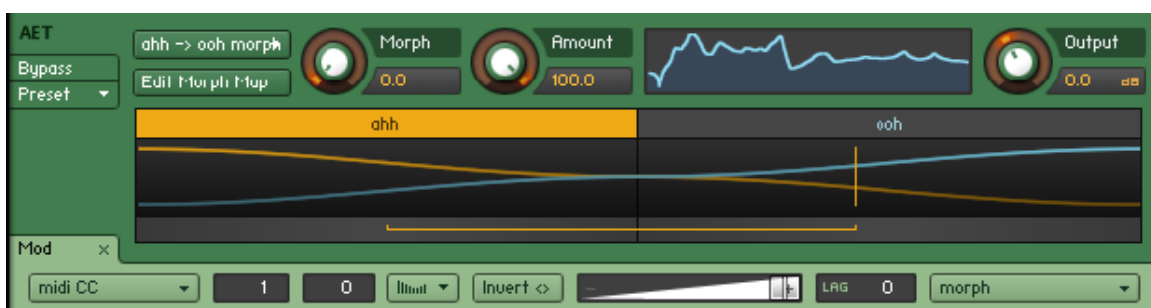 AET
Bypass
Preset
ahh -> ooh morph
Edit Morph Map
Morph
0.0
Amount
100.0
Output
0.0 dB
ahh
ooh
Mod ×
midi CC
1
0
Invert <>
- +
LAG 0
morph